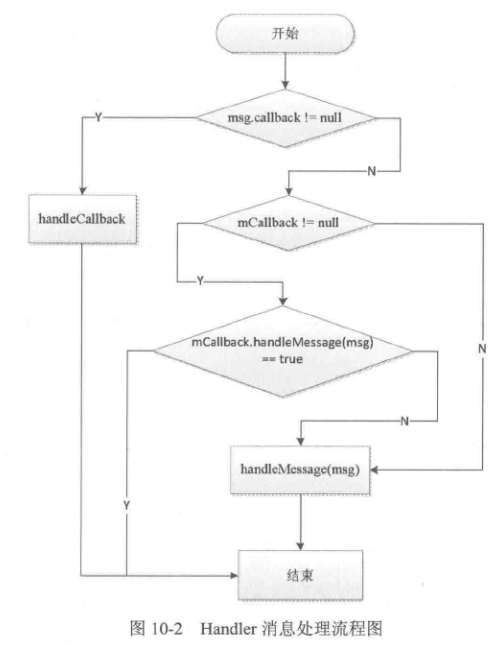 开始
msg.callback != null
Y
N
handleCallback
mCallback != null
Y
N
mCallback.handleMessage(msg)
== true
N
Y
handleMessage(msg)
结束
图 10-2 Handler 消息处理流程图